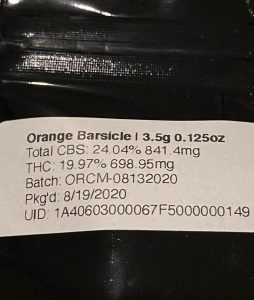 Orange Barsicle | 3.5g 0.125oz
Total CBS: 24.04% 841.4mg
THC: 19.97% 698.95mg
Batch: ORCM-08132020
Pkg'd: 8/19/2020
UID: 1A40603000067F5000000149